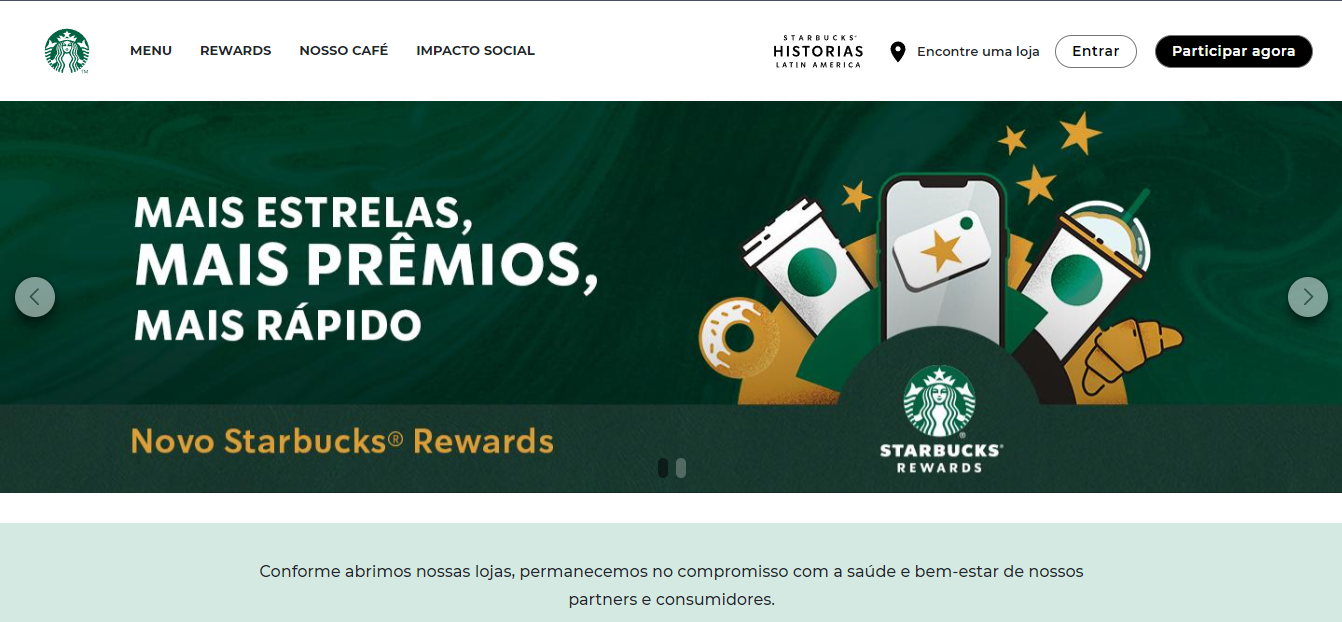 TM
MENU
REWARDS
NOSSO CAFÉ
IMPACTO SOCIAL
STARBUCKS®
HISTORIAS
LATIN AMERICA
Encontre uma loja
Entrar
Participar agora
MAIS ESTRELAS,
MAIS PRÊMIOS,
MAIS RÁPIDO
Novo Starbucks® Rewards
®
STARBUCKS®
REWARDS
Conforme abrimos nossas lojas, permanecemos no compromisso com a saúde e bem-estar de nossos
partners e consumidores.